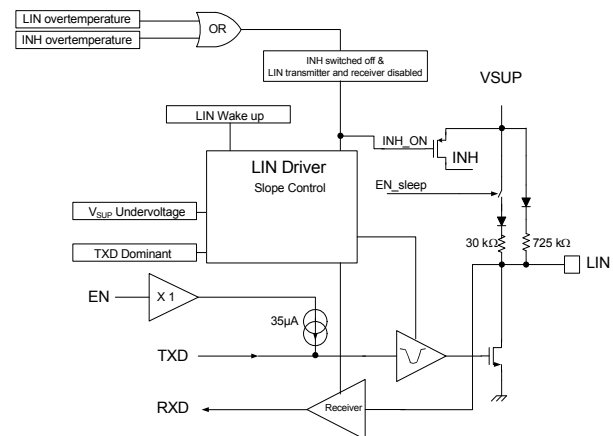 LIN overtemperature
INH overtemperature
OR
INH switched off &
LIN transmitter and receiver disabled
VSUP
LIN Wake up
INH_ON
INH
LIN Driver
Slope Control
EN_sleep
VSUP Undervoltage
30 kΩ
725 kΩ
LIN
TXD Dominant
EN
X 1
35µA
TXD
RXD
Receiver